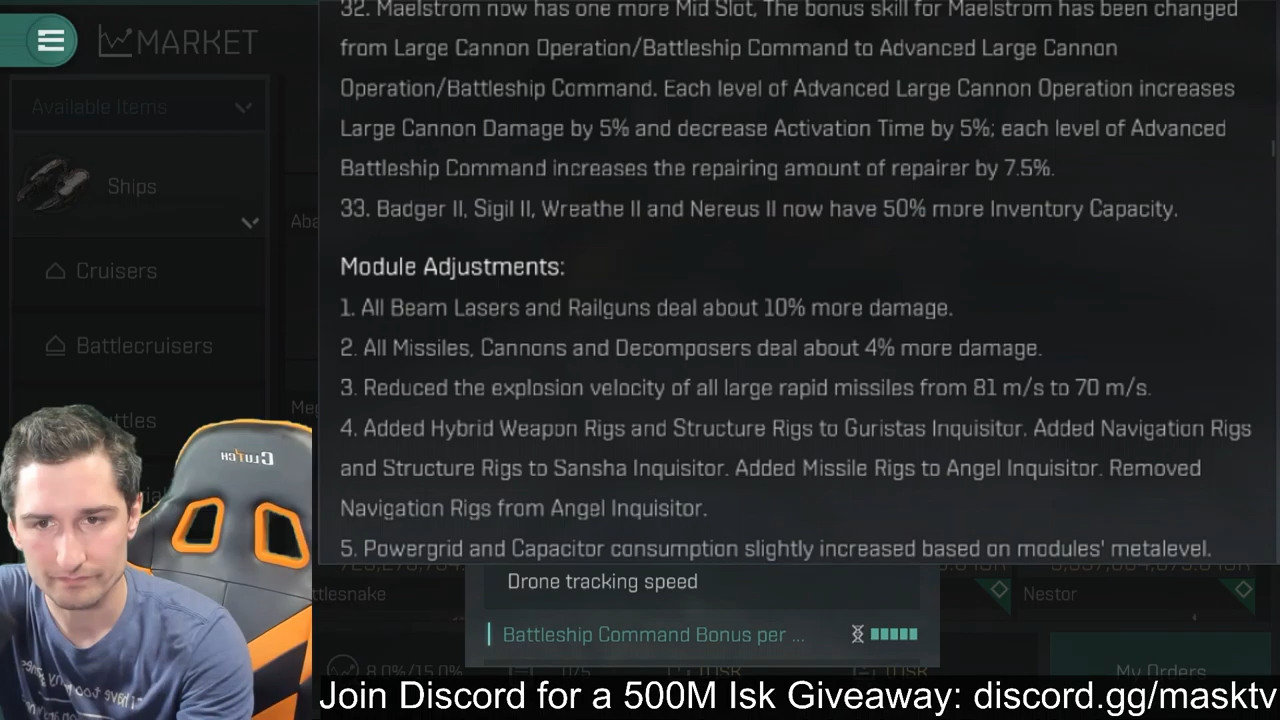 32. Maelstrom now has one more Mid Slot, The bonus skill for Maelstrom has been changed
MARKET
from Large Cannon Operation/Battleship Command to Advanced Large Cannon
Available Items
Operation/Battleship Command. Each level of Advanced Large Cannon Operation increases
Large Cannon Damage by 5% and decrease Activation Time by 5%; each level of Advanced
Battleship Command increases the repairing amount of repairer by 7.5%.
Ships
33. Badger II, Sigil II, Wreathe II and Nereus II now have 50% more Inventory Capacity.
Aba
Module Adjustments:
Cruisers
1. All Beam Lasers and Railguns deal about 10% more damage.
Battlecruisers
2. All Missiles, Cannons and Decomposers deal about 4% more damage.
3. Reduced the explosion velocity of all large rapid missiles from 81 m/s to 70 m/s.
Meg
4. Added Hybrid Weapon Rigs and Structure Rigs to Guristas Inquisitor. Added Navigation Rigs
and Structure Rigs to Sansha Inquisitor. Added Missile Rigs to Angel Inquisitor. Removed
Navigation Rigs from Angel Inquisitor.
5. Powergrid and Capacitor consumption slightly increased based on modules' metalevel.
CLUTCH
Drone tracking speed
ttlesnake
Nestor
Battleship Command Bonus per ...
8.0%/15.0%
My Orders
Join Discord for a 500M Isk Giveaway: discord.gg/masktv